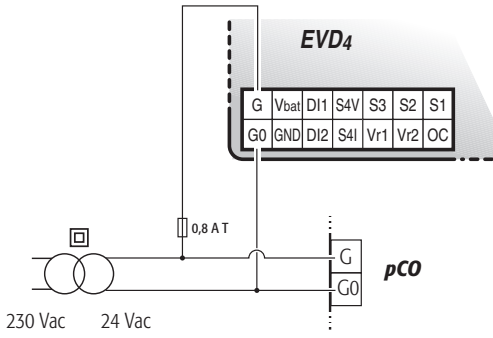 EVD4
G Vbat DI1 S4V S3 S2 S1
G0 GND DI2 S4I Vr1 Vr2 OC
0,8 A T
G
pCO
G0
230 Vac 24 Vac